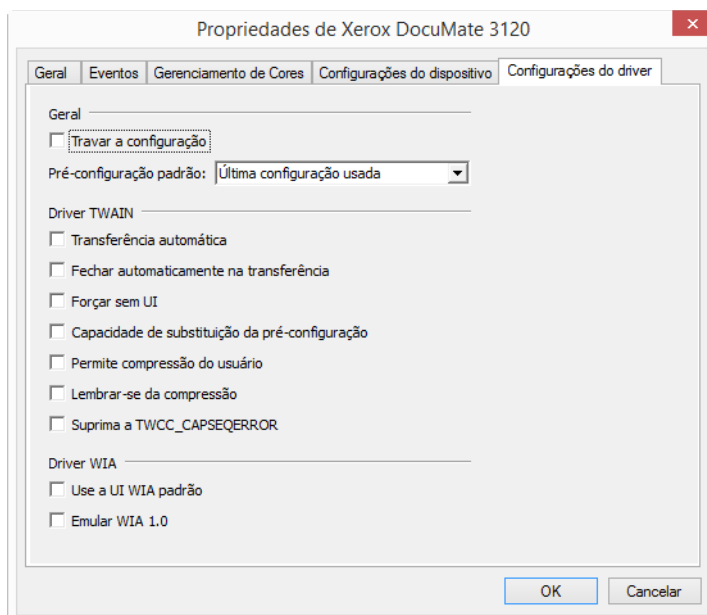 Propriedades de Xerox DocuMate 3120
Geral Eventos Gerenciamento de Cores Configurações do dispositivo Configurações do driver
Geral
Travar a configuração
Pré-configuração padrão: Última configuração usada
Driver TWAIN
Transferência automática
Fechar automaticamente na transferência
Forçar sem UI
Capacidade de substituição da pré-configuração
Permite compressão do usuário
Lembrar-se da compressão
Suprima a TWCC_CAPSEQERROR
Driver WIA
Use a UI WIA padrão
Emular WIA 1.0
OK Cancelar